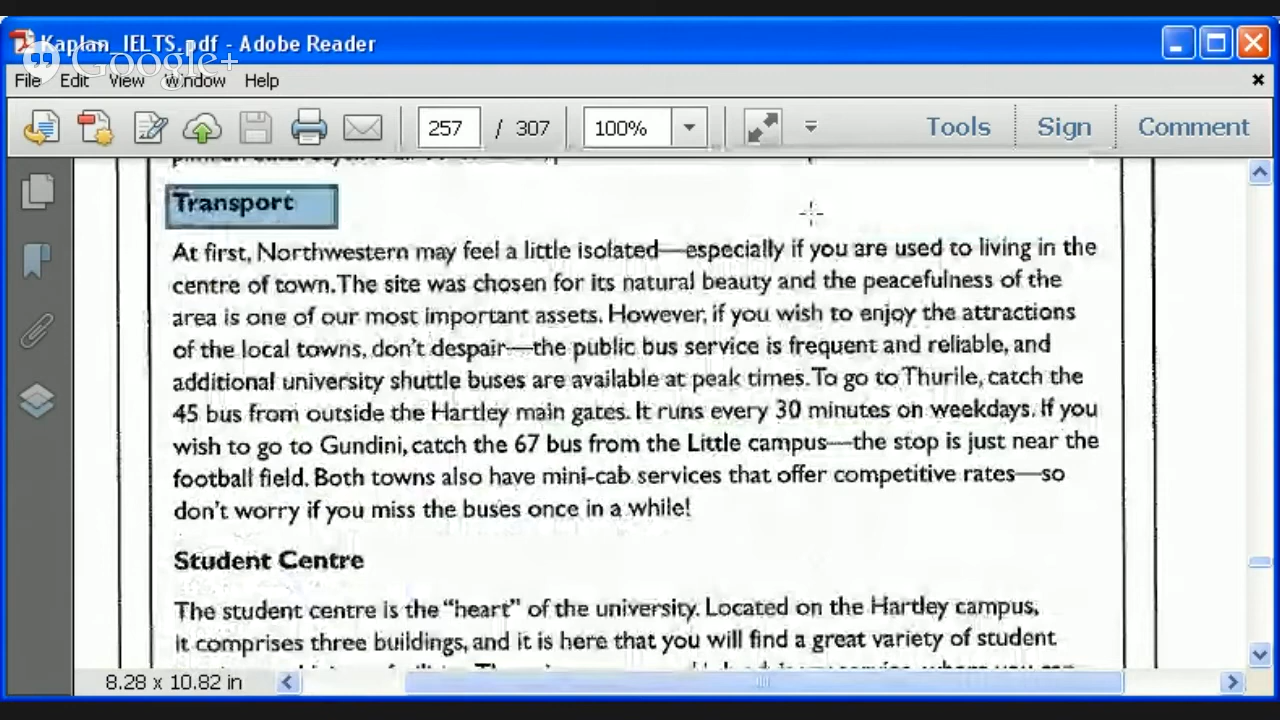 Kaplan_IELTS.pdf - Adobe Reader
Google+
File Edit View Window Help
257 / 307 100% Tools Sign Comment
Transport
At first, Northwestern may feel a little isolated—especially if you are used to living in the
centre of town. The site was chosen for its natural beauty and the peacefulness of the
area is one of our most important assets. However, if you wish to enjoy the attractions
of the local towns, don't despair—the public bus service is frequent and reliable, and
additional university shuttle buses are available at peak times. To go to Thurile, catch the
45 bus from outside the Hartley main gates. It runs every 30 minutes on weekdays. If you
wish to go to Gundini, catch the 67 bus from the Little campus—the stop is just near the
football field. Both towns also have mini-cab services that offer competitive rates—so
don't worry if you miss the buses once in a while!
Student Centre
The student centre is the "heart" of the university. Located on the Hartley campus,
it comprises three buildings, and it is here that you will find a great variety of student
8.28 x 10.82 in